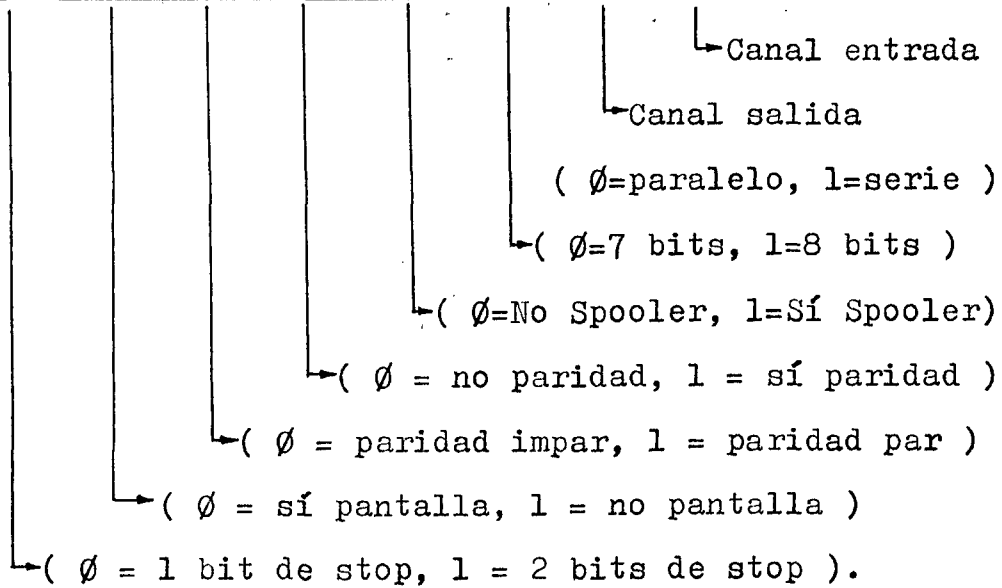 Canal entrada
Canal salida
( Ø=paralelo, 1=serie )
( Ø=7 bits, 1=8 bits )
( Ø=No Spooler, 1=Sí Spooler)
( Ø = no paridad, 1 = sí paridad )
( Ø = paridad impar, 1 = paridad par )
( Ø = sí pantalla, 1 = no pantalla )
( Ø = 1 bit de stop, 1 = 2 bits de stop ).